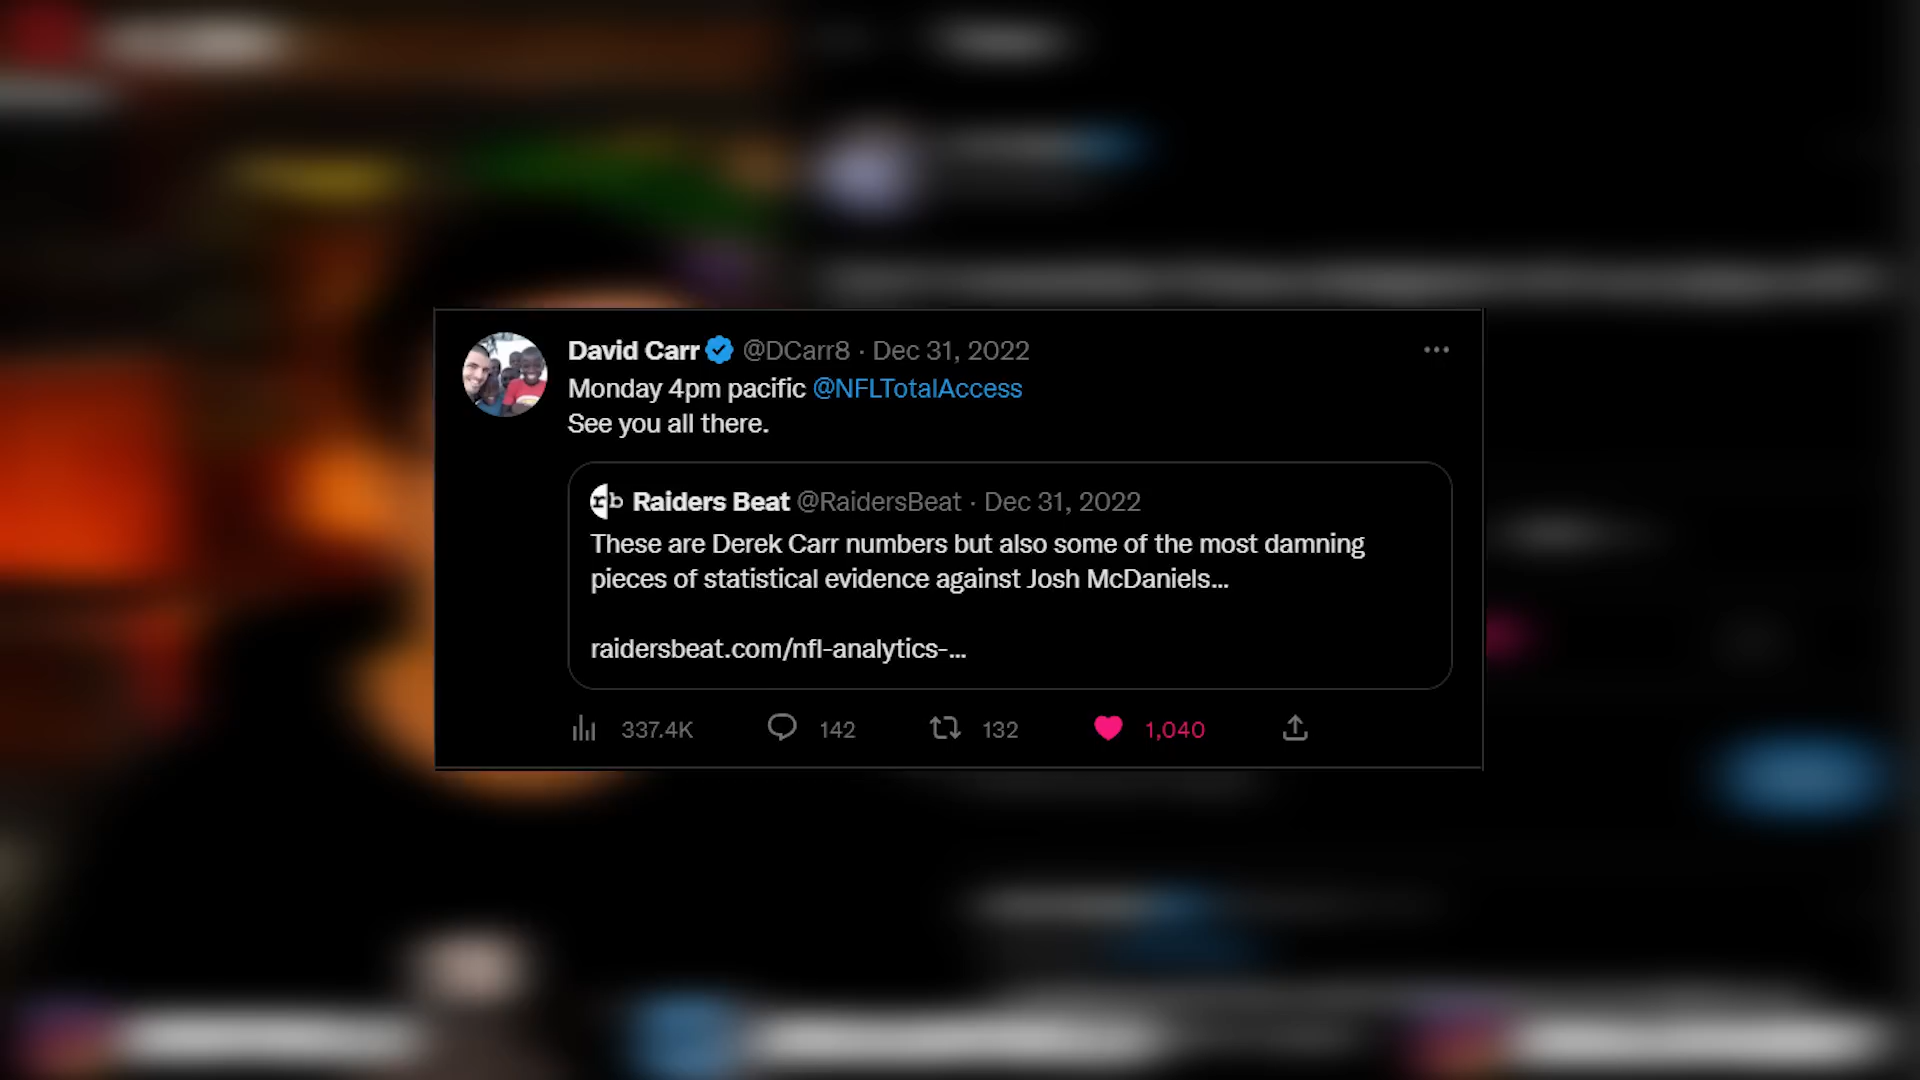 David Carr @DCarr8 · Dec 31, 2022
Monday 4pm pacific @NFLTotalAccess
See you all there.
rb Raiders Beat @RaidersBeat · Dec 31, 2022
These are Derek Carr numbers but also some of the most damning
pieces of statistical evidence against Josh McDaniels...
raidersbeat.com/nfl-analytics-...
337.4K 142 132 1,040